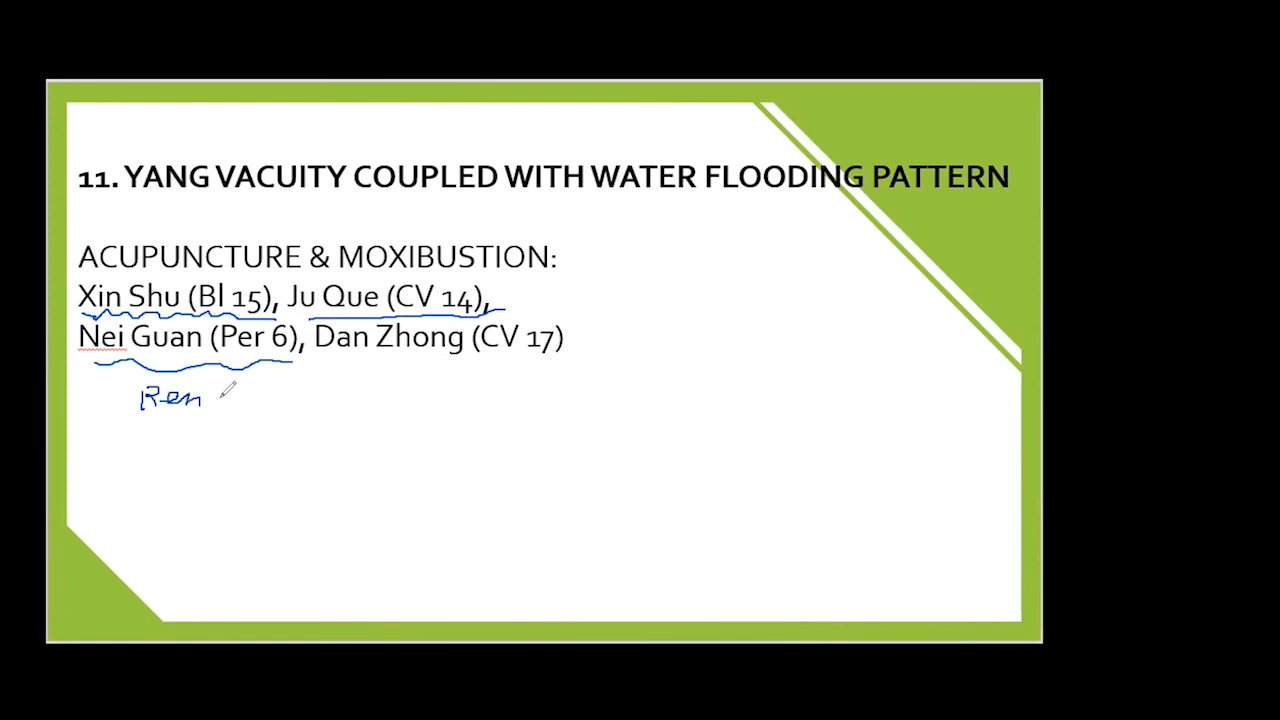 11. YANG VACUITY COUPLED WITH WATER FLOODING PATTERN
ACUPUNCTURE & MOXIBUSTION:
Xin Shu (Bl 15), Ju Que (CV 14),
Nei Guan (Per 6), Dan Zhong (CV 17)
Ren